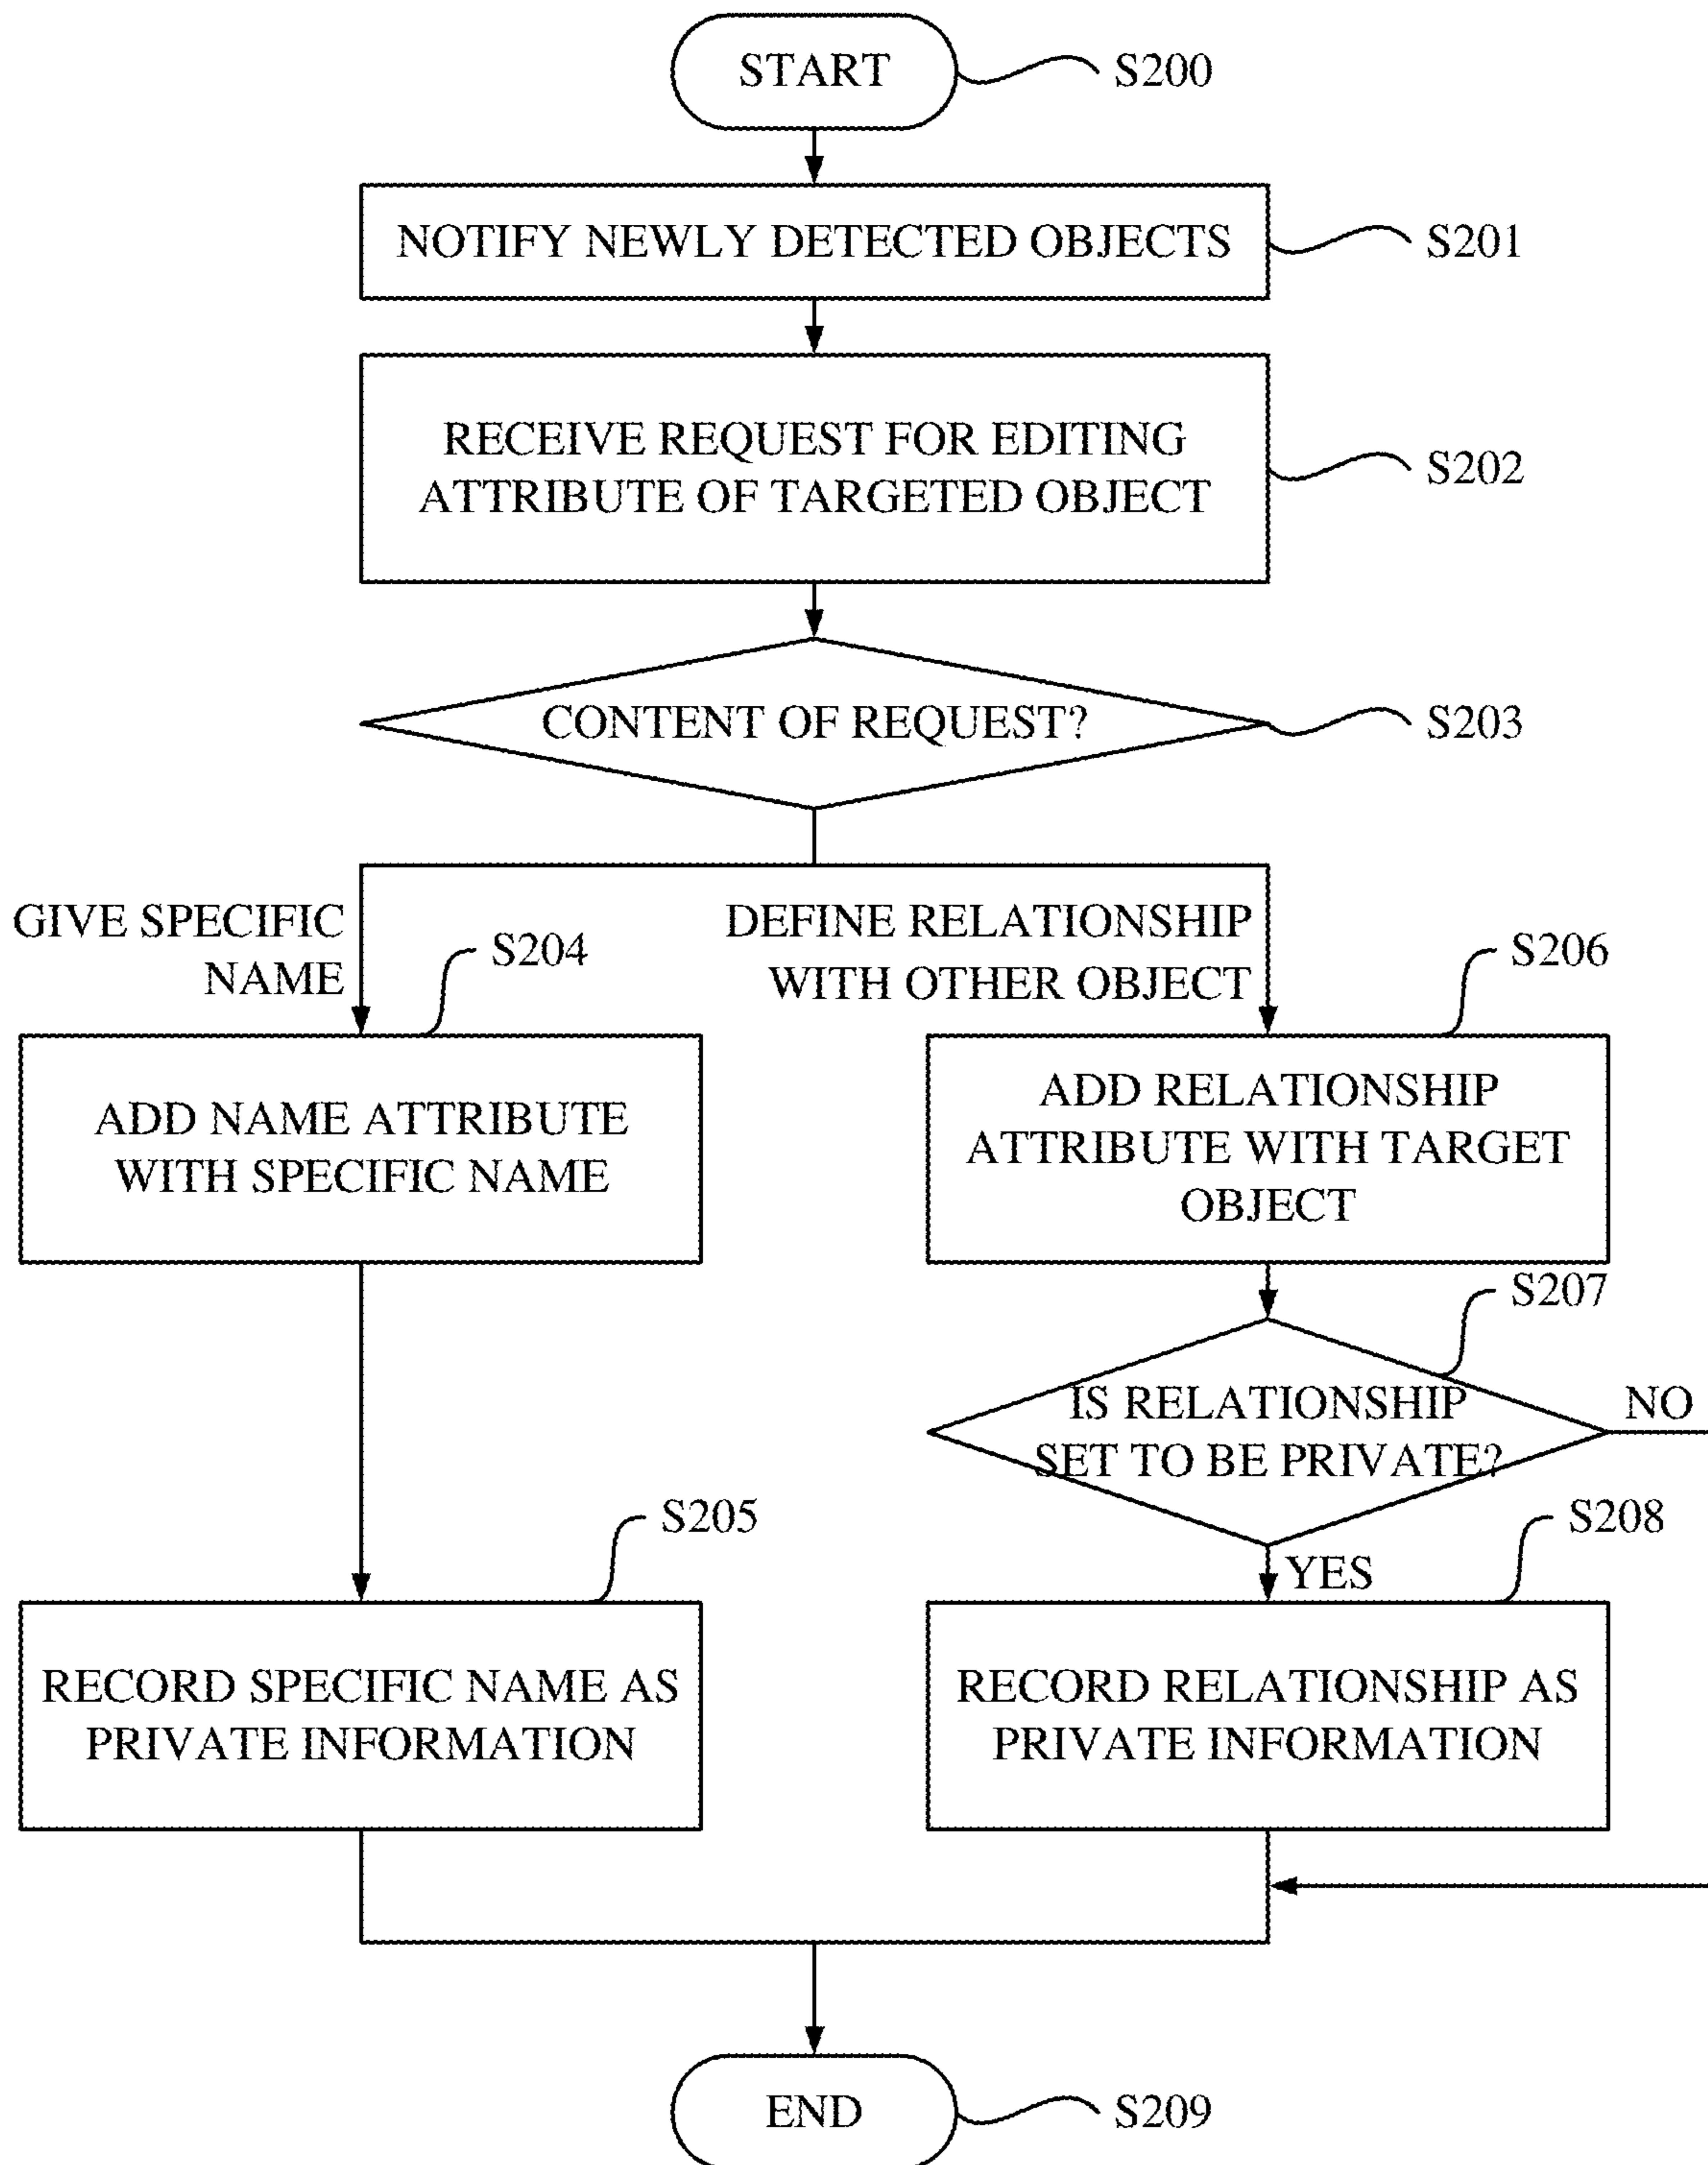 START
S200
NOTIFY NEWLY DETECTED OBJECTS
S201
RECEIVE REQUEST FOR EDITING
ATTRIBUTE OF TARGETED OBJECT
S202
CONTENT OF REQUEST?
S203
GIVE SPECIFIC
NAME
S204
DEFINE RELATIONSHIP
WITH OTHER OBJECT
S206
ADD NAME ATTRIBUTE
WITH SPECIFIC NAME
ADD RELATIONSHIP
ATTRIBUTE WITH TARGET
OBJECT
S207
IS RELATIONSHIP
SET TO BE PRIVATE?
NO
S205
S208
YES
RECORD SPECIFIC NAME AS
PRIVATE INFORMATION
RECORD RELATIONSHIP AS
PRIVATE INFORMATION
END
S209